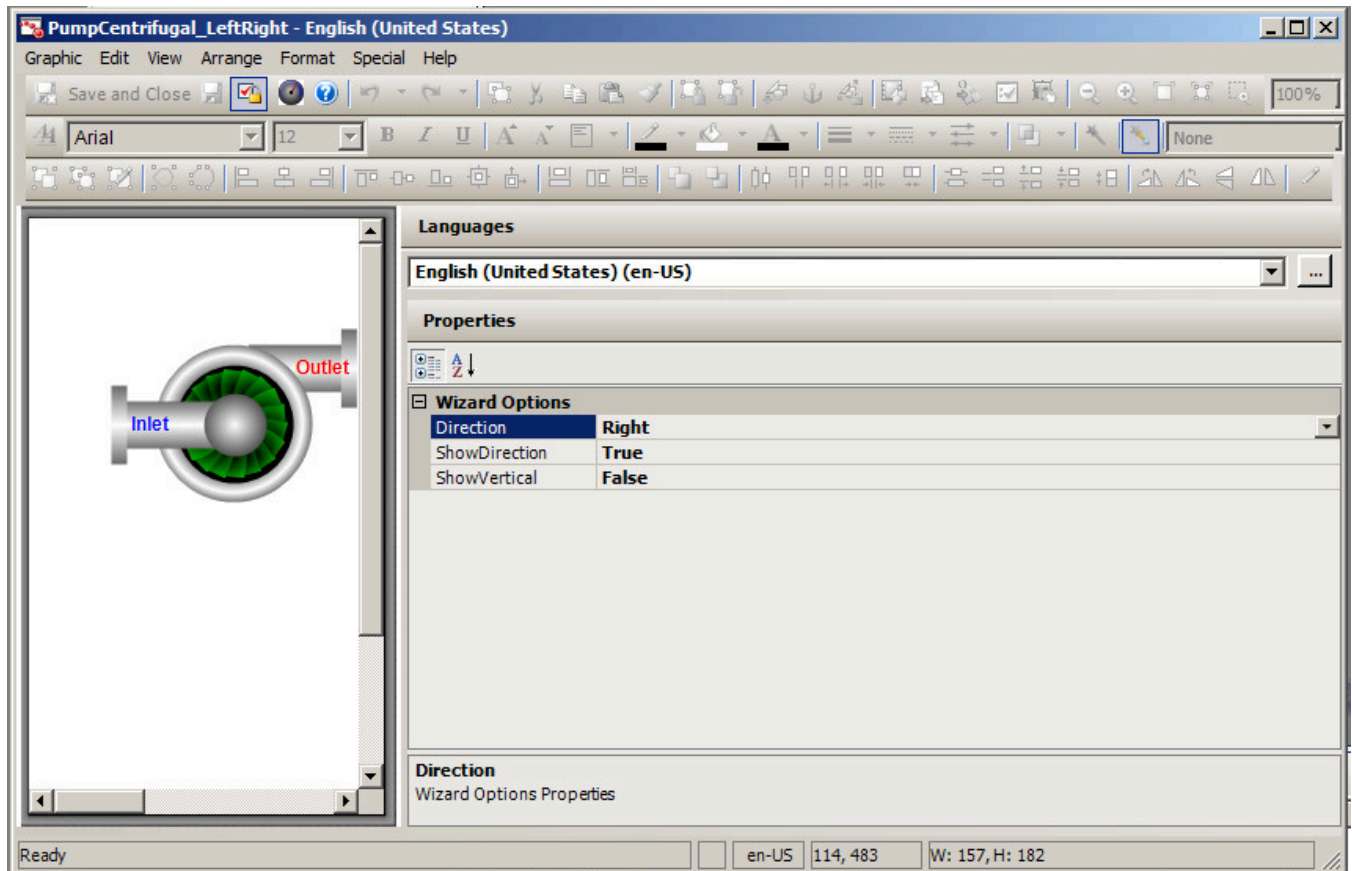 PumpCentrifugal_LeftRight - English (United States)
Graphic Edit View Arrange Format Special Help
Save and Close 100%
Arial 12 B I U A A A None
Languages
English (United States) (en-US) ...
Properties
A
Z
Outlet
Inlet
Wizard Options
Direction Right
ShowDirection True
ShowVertical False
Direction
Wizard Options Properties
Ready en-US 114, 483 W: 157, H: 182